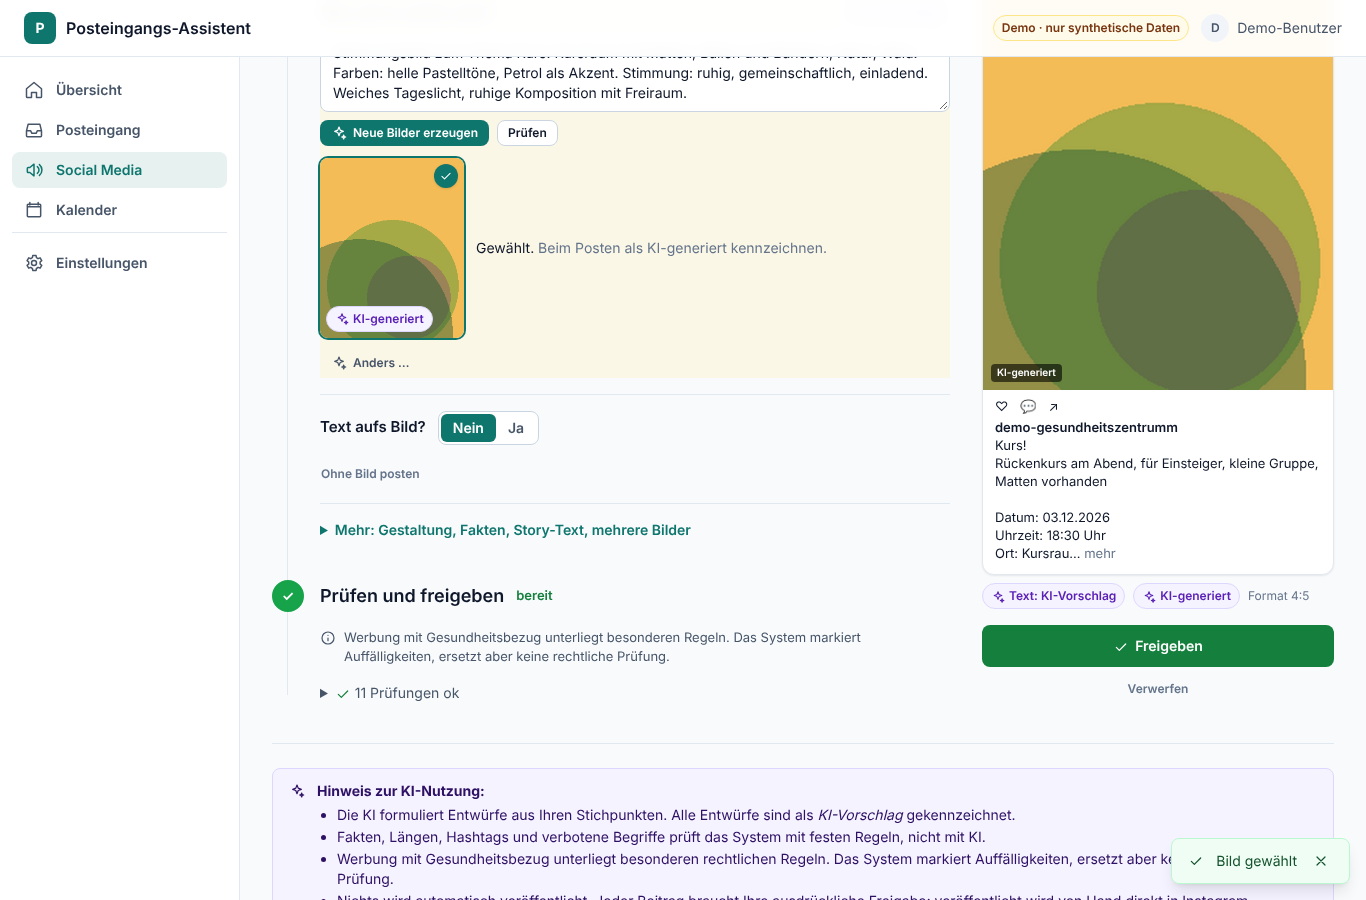 P Posteingangs-Assistent
Demo · nur synthetische Daten
D Demo-Benutzer
Übersicht
Posteingang
Social Media
Kalender
Einstellungen
Farben: helle Pastelltöne, Petrol als Akzent. Stimmung: ruhig, gemeinschaftlich, einladend.
Weiches Tageslicht, ruhige Komposition mit Freiraum.
Neue Bilder erzeugen
Prüfen
KI-generiert
Gewählt. Beim Posten als KI-generiert kennzeichnen.
Anders ...
Text aufs Bild? Nein Ja
Ohne Bild posten
Mehr: Gestaltung, Fakten, Story-Text, mehrere Bilder
Prüfen und freigeben bereit
Werbung mit Gesundheitsbezug unterliegt besonderen Regeln. Das System markiert
Auffälligkeiten, ersetzt aber keine rechtliche Prüfung.
11 Prüfungen ok
KI-generiert
demo-gesundheitszentrumm
Kurs!
Rückenkurs am Abend, für Einsteiger, kleine Gruppe,
Matten vorhanden
Datum: 03.12.2026
Uhrzeit: 18:30 Uhr
Ort: Kursrau... mehr
Text: KI-Vorschlag
KI-generiert
Format 4:5
Freigeben
Verwerfen
Hinweis zur KI-Nutzung:
Die KI formuliert Entwürfe aus Ihren Stichpunkten. Alle Entwürfe sind als KI-Vorschlag gekennzeichnet.
Fakten, Längen, Hashtags und verbotene Begriffe prüft das System mit festen Regeln, nicht mit KI.
Werbung mit Gesundheitsbezug unterliegt besonderen rechtlichen Regeln. Das System markiert Auffälligkeiten, ersetzt aber
Prüfung.
Bild gewählt